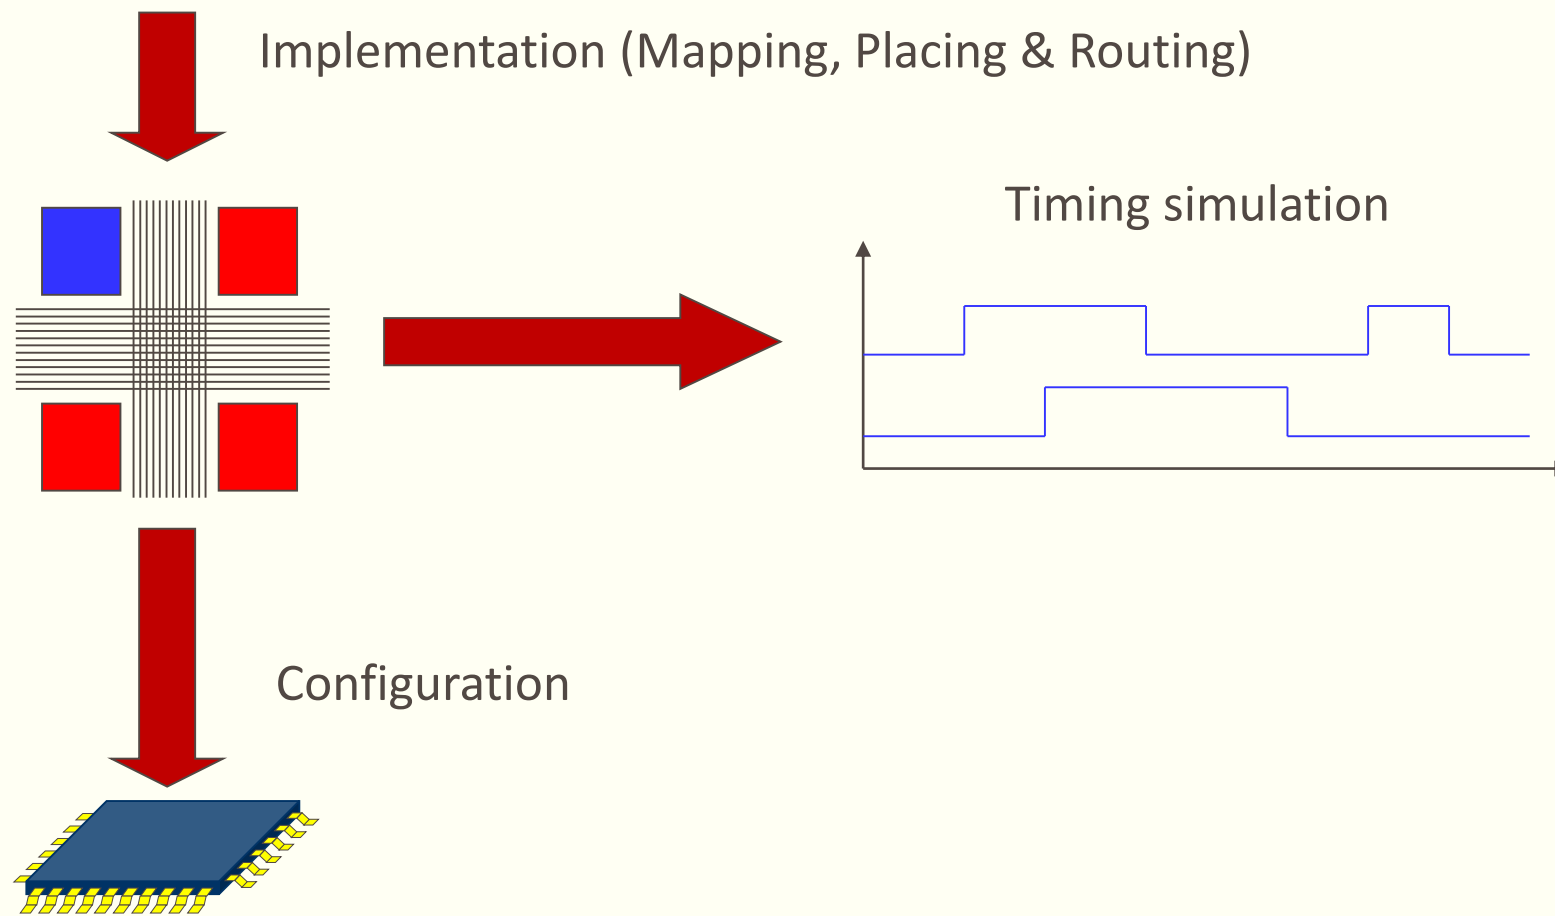 Implementation (Mapping, Placing & Routing)
Timing simulation
Configuration